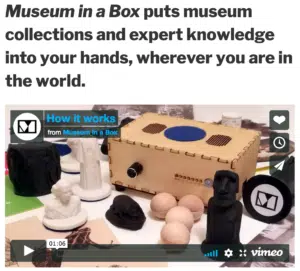 Museum in a Box puts museum
collections and expert knowledge
into your hands, wherever you are in
the world.
How it works
from Museum in a Box
01:06
vimeo